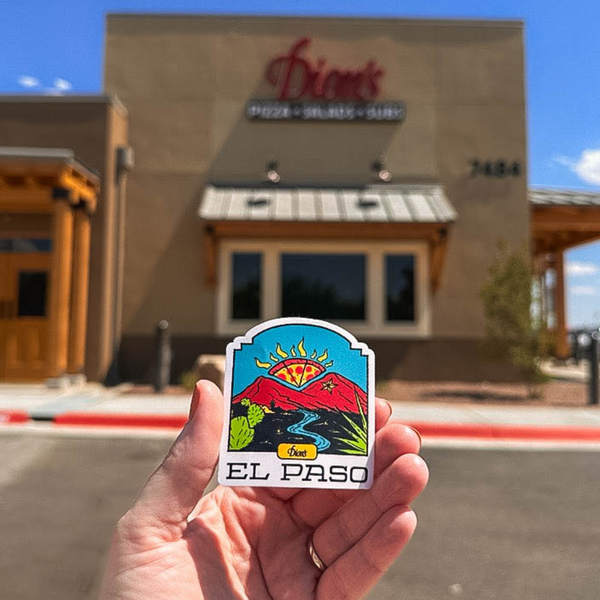 Dion's
PIZZA • SALADS • SUBS
7484
Dion's
EL PASO